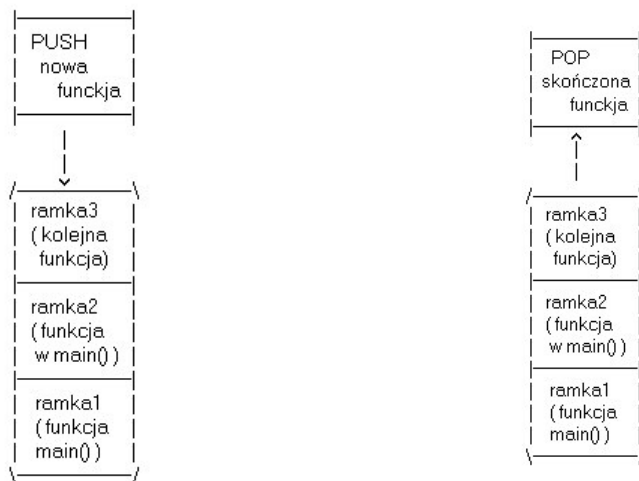 PUSH
nowa
funckja
ramka3
(kolejna
funkcja)
ramka2
(funkcja
w main())
ramka1
(funkcja
main())
POP
skończona
funckja
ramka3
(kolejna
funkcja)
ramka2
(funkcja
w main())
ramka1
(funkcja
main())